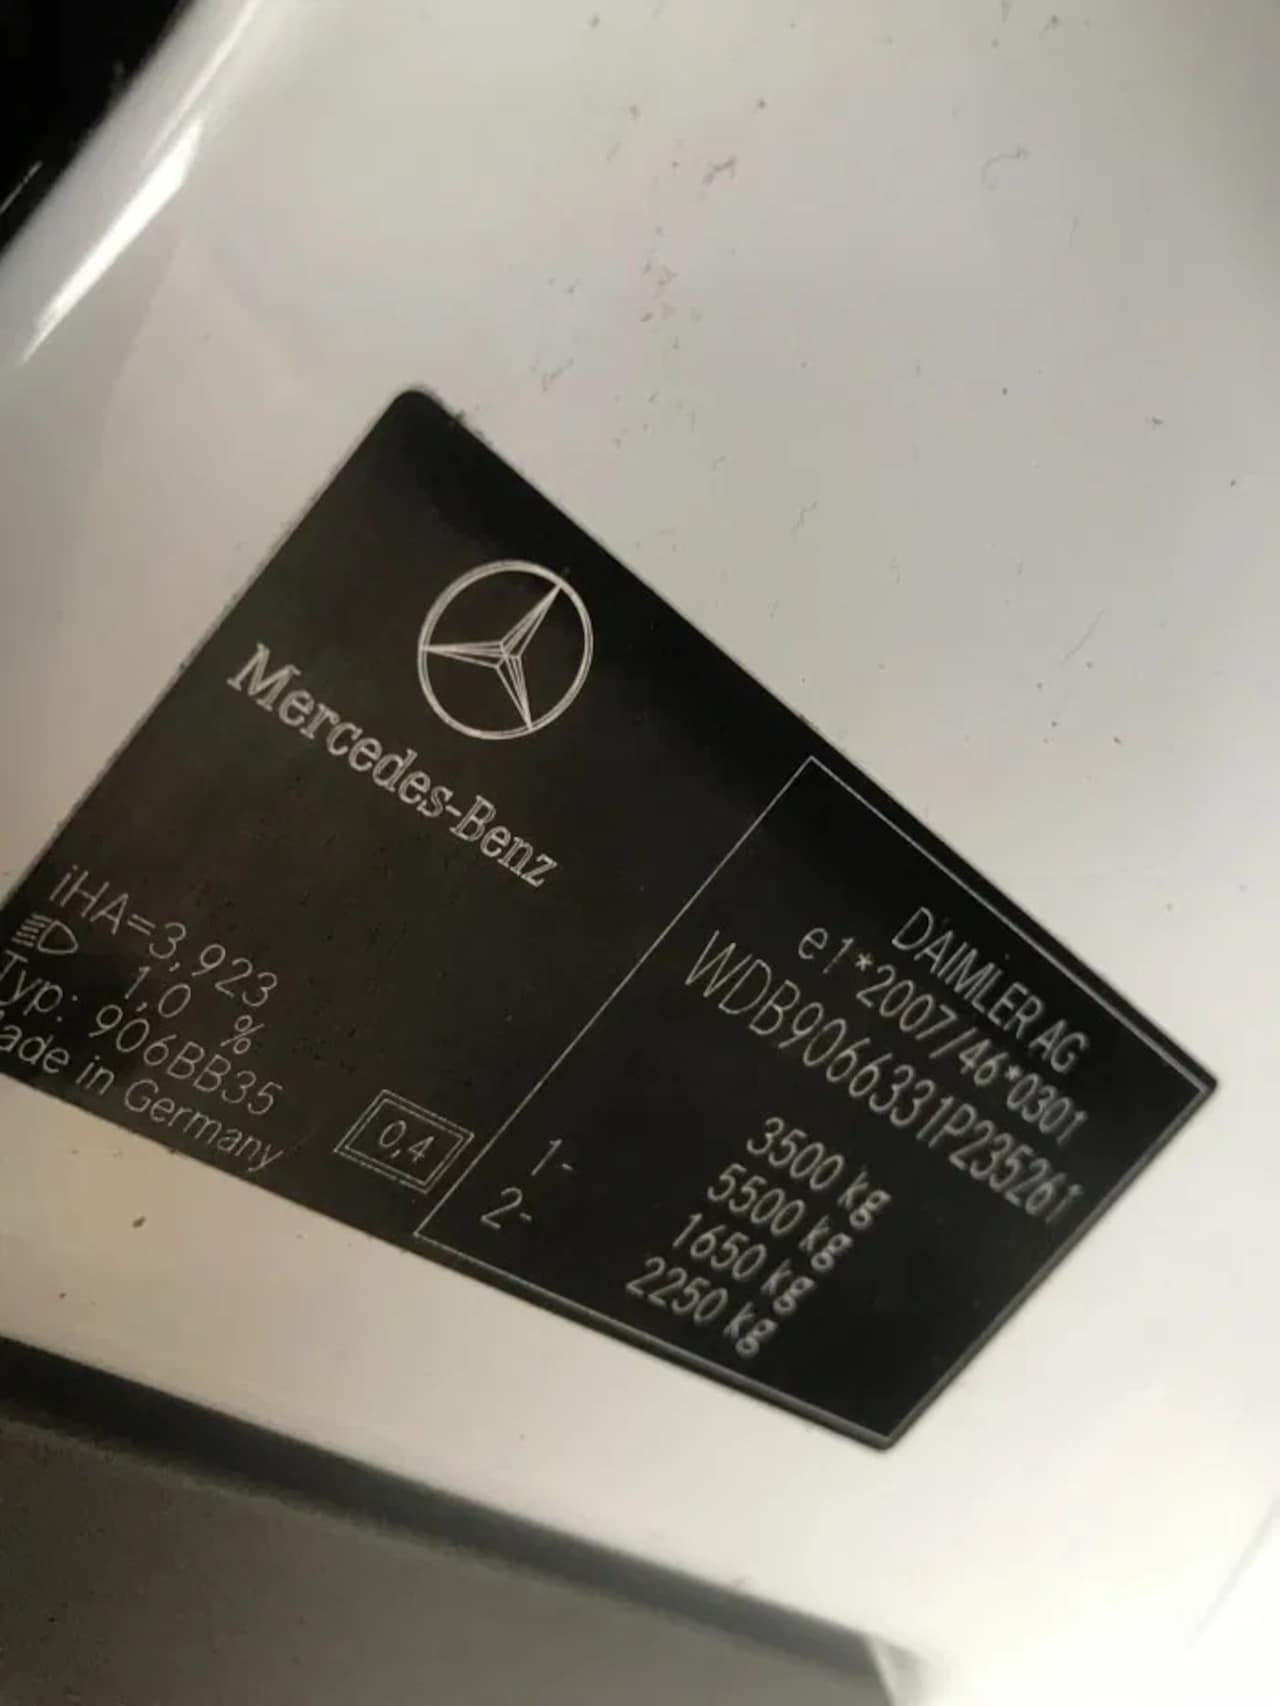 Mercedes-Benz
iHA=3,923
1,0 %
Typ: 906BB35
ade in Germany
0,4
DAIMLER AG
e1*2007/46*0301
WDB9066331P235261
3500 kg
5500 kg
1- 1650 kg
2- 2250 kg